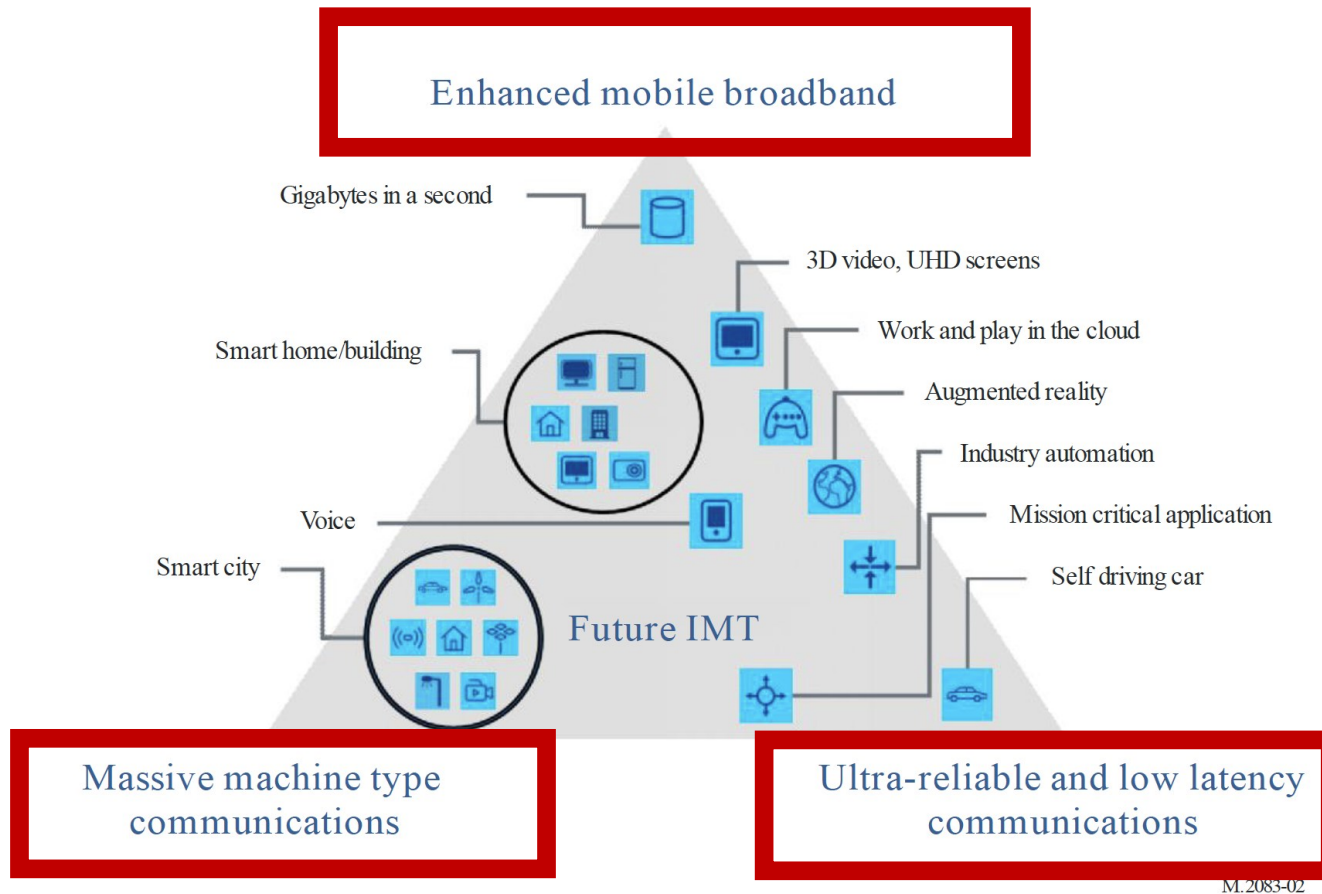 Enhanced mobile broadband
Gigabytes in a second
3D video, UHD screens
Work and play in the cloud
Smart home/building
Augmented reality
Industry automation
Voice
Mission critical application
Smart city
Self driving car
Future IMT
Massive machine type
communications
Ultra-reliable and low latency
communications
M.2083-02